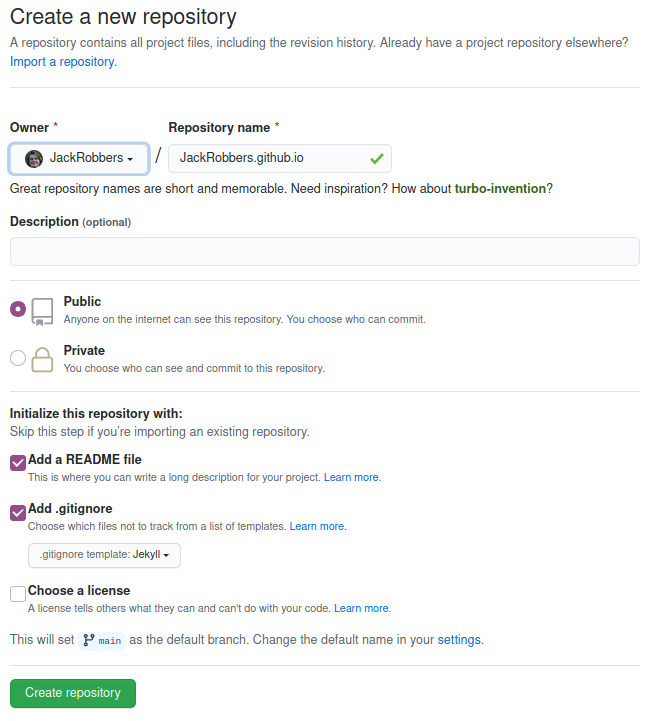 Create a new repository
A repository contains all project files, including the revision history. Already have a project repository elsewhere?
Import a repository.
Owner *
Repository name *
JackRobbers
/
JackRobbers.github.io
Great repository names are short and memorable. Need inspiration? How about turbo-invention?
Description (optional)
Public
Anyone on the internet can see this repository. You choose who can commit.
Private
You choose who can see and commit to this repository.
Initialize this repository with:
Skip this step if you're importing an existing repository.
Add a README file
This is where you can write a long description for your project. Learn more.
Add .gitignore
Choose which files not to track from a list of templates. Learn more.
.gitignore template: Jekyll
Choose a license
A license tells others what they can and can't do with your code. Learn more.
This will set main as the default branch. Change the default name in your settings.
Create repository